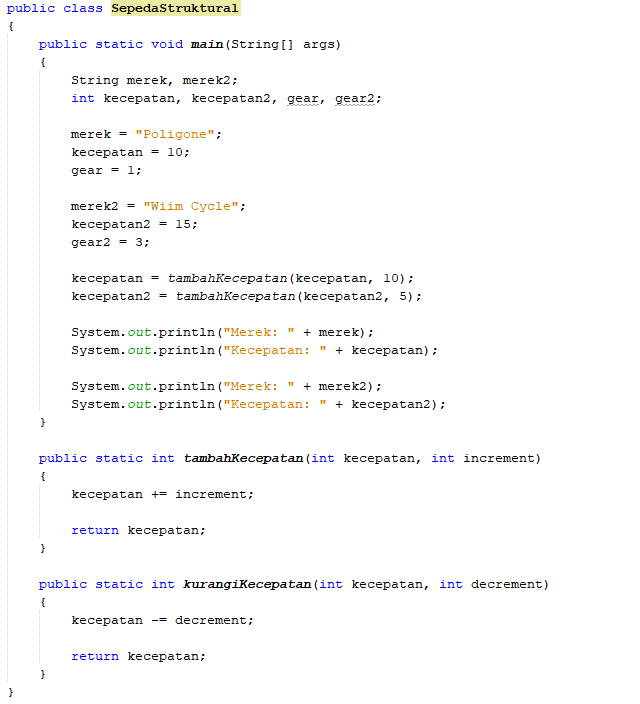 public class SepedaStruktural
{
    public static void main(String[] args)
    {
        String merek, merek2;
        int kecepatan, kecepatan2, gear, gear2;

        merek = "Poligone";
        kecepatan = 10;
        gear = 1;

        merek2 = "Wiim Cycle";
        kecepatan2 = 15;
        gear2 = 3;

        kecepatan = tambahKecepatan(kecepatan, 10);
        kecepatan2 = tambahKecepatan(kecepatan2, 5);

        System.out.println("Merek: " + merek);
        System.out.println("Kecepatan: " + kecepatan);

        System.out.println("Merek: " + merek2);
        System.out.println("Kecepatan: " + kecepatan2);
    }

    public static int tambahKecepatan(int kecepatan, int increment)
    {
        kecepatan += increment;

        return kecepatan;
    }

    public static int kurangiKecepatan(int kecepatan, int decrement)
    {
        kecepatan -= decrement;

        return kecepatan;
    }
}